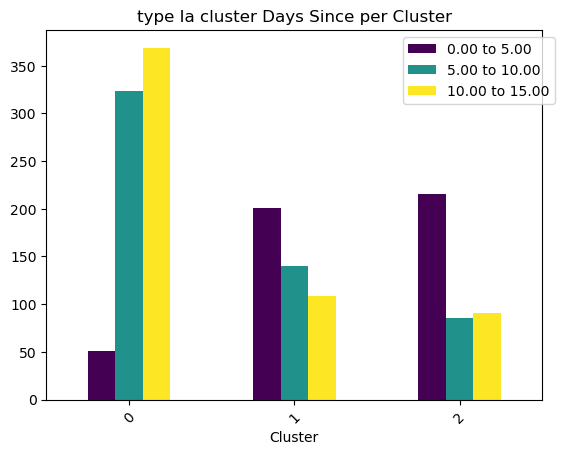 type Ia cluster Days Since per Cluster
0.00 to 5.00
5.00 to 10.00
10.00 to 15.00
350
300
250
200
150
100
50
0
0
1
2
Cluster